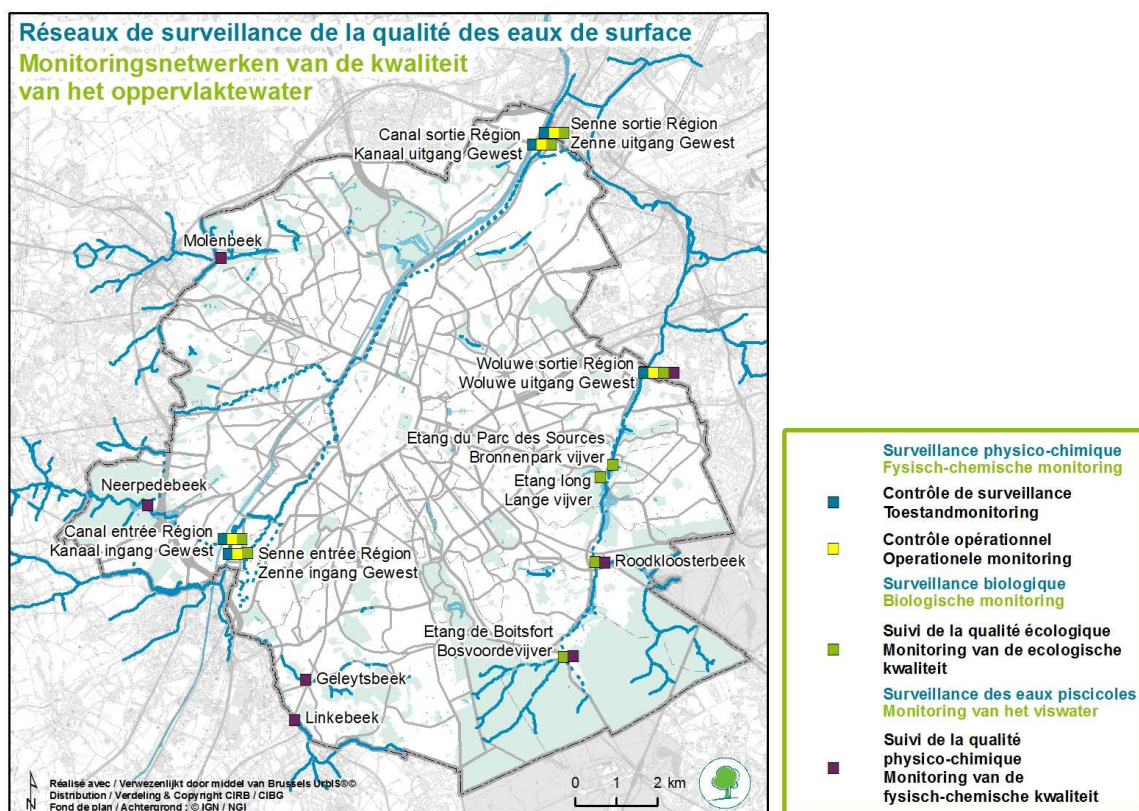 Réseaux de surveillance de la qualité des eaux de surface
Monitoringsnetwerken van de kwaliteit
van het oppervlaktewater
Canal sortie Région
Kanaal uitgang Gewest
Senne sortie Région
Zenne uitgang Gewest
Molenbeek
Woluwe sortie Région
Woluwe uitgang Gewest
Etang du Parc des Sources
Bronnenpark vijver
Etang long
Lange vijver
Neerpedebeek
Canal entrée Région
Kanaal ingang Gewest
Senne entrée Région
Zenne ingang Gewest
Roodkloosterbeek
Etang de Boitsfort
Bosvoordevijver
Geleytsbeek
Linkebeek
N
Réalisé avec / Verwezenlijkt door middel van Brussels UrbIS®©
Distribution / Verdeling & Copyright CIRB / CIBG
Fond de plan / Achtergrond : © IGN / NGI
0 1 2 km
Surveillance physico-chimique
Fysisch-chemische monitoring
Contrôle de surveillance
Toestandmonitoring
Contrôle opérationnel
Operationele monitoring
Surveillance biologique
Biologische monitoring
Suivi de la qualité écologique
Monitoring van de ecologische
kwaliteit
Surveillance des eaux piscicoles
Monitoring van het viswater
Suivi de la qualité
physico-chimique
Monitoring van de
fysisch-chemische kwaliteit